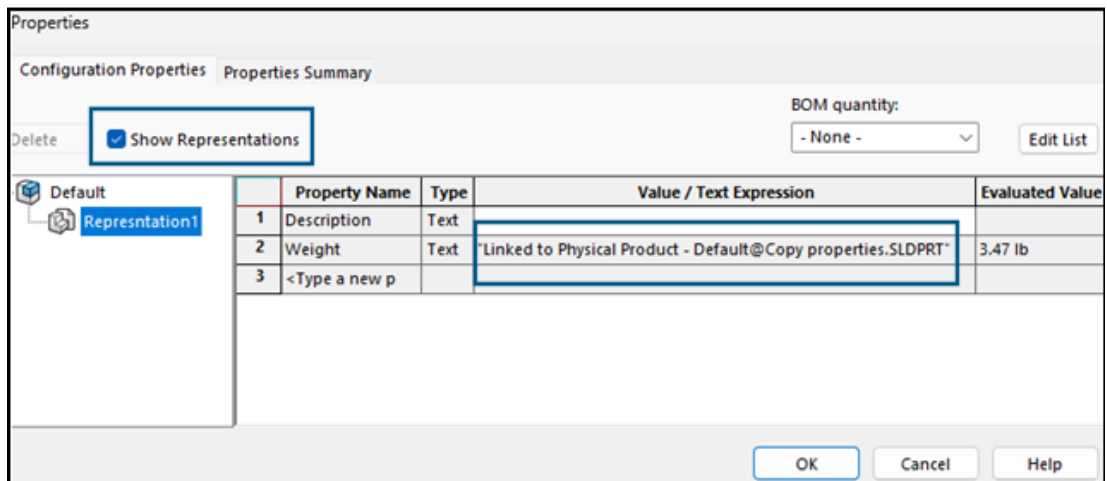 Properties
Configuration Properties Properties Summary
BOM quantity:
Delete Show Representations - None - Edit List
Default Property Name Type Value / Text Expression Evaluated Value
Represntation1 1 Description Text
2 Weight Text "Linked to Physical Product - Default@Copy properties.SLDPRT" 3.47 lb
3 <Type a new p
OK Cancel Help